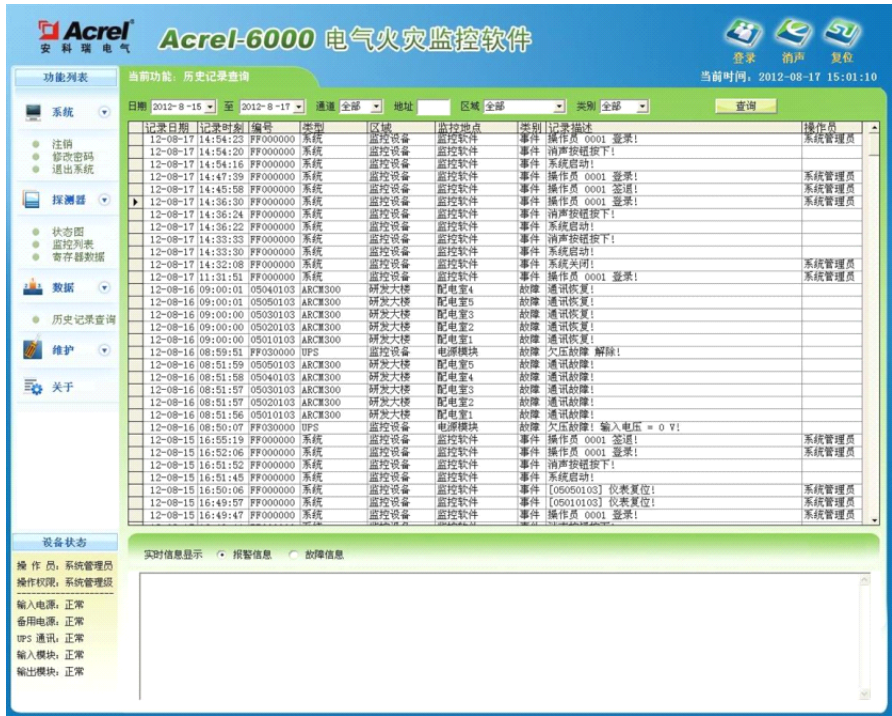 Acrel®
安科瑞电气
Acrel-6000 电气火灾监控软件
登录 消声 复位
功能列表
当前功能: 历史记录查询
当前时间: 2012-08-17 15:01:10
系统
注销
修改密码
退出系统
探测器
状态图
监控列表
寄存器数据
数据
历史记录查询
维护
关于
日期 2012-8-15 至 2012-8-17 通道 全部 地址 区域 全部 类别 全部 查询
记录日期 记录时刻 编号 类型 区域 监控地点 类别 记录描述 操作员
12-08-17 14:54:23 FF000000 系统 监控设备 监控软件 事件 操作员 0001 登录! 系统管理员
12-08-17 14:54:20 FF000000 系统 监控设备 监控软件 事件 消声按钮按下!
12-08-17 14:54:16 FF000000 系统 监控设备 监控软件 事件 系统启动!
12-08-17 14:47:39 FF000000 系统 监控设备 监控软件 事件 操作员 0001 登录! 系统管理员
12-08-17 14:45:58 FF000000 系统 监控设备 监控软件 事件 操作员 0001 签退! 系统管理员
12-08-17 14:36:30 FF000000 系统 监控设备 监控软件 事件 操作员 0001 登录! 系统管理员
12-08-17 14:36:24 FF000000 系统 监控设备 监控软件 事件 消声按钮按下!
12-08-17 14:36:22 FF000000 系统 监控设备 监控软件 事件 系统启动!
12-08-17 14:33:33 FF000000 系统 监控设备 监控软件 事件 消声按钮按下!
12-08-17 14:33:30 FF000000 系统 监控设备 监控软件 事件 系统启动!
12-08-17 14:32:08 FF000000 系统 监控设备 监控软件 事件 系统关闭! 系统管理员
12-08-17 11:31:51 FF000000 系统 监控设备 监控软件 事件 操作员 0001 登录! 系统管理员
12-08-16 09:00:01 05040103 ARCM300 研发大楼 配电室4 故障 通讯恢复!
12-08-16 09:00:01 05050103 ARCM300 研发大楼 配电室5 故障 通讯恢复!
12-08-16 09:00:00 05030103 ARCM300 研发大楼 配电室3 故障 通讯恢复!
12-08-16 09:00:00 05020103 ARCM300 研发大楼 配电室2 故障 通讯恢复!
12-08-16 09:00:00 05010103 ARCM300 研发大楼 配电室1 故障 通讯恢复!
12-08-16 08:59:51 FF030000 UPS 监控设备 电源模块 故障 欠压故障 解除!
12-08-16 08:51:59 05050103 ARCM300 研发大楼 配电室5 故障 通讯故障!
12-08-16 08:51:58 05040103 ARCM300 研发大楼 配电室4 故障 通讯故障!
12-08-16 08:51:57 05030103 ARCM300 研发大楼 配电室3 故障 通讯故障!
12-08-16 08:51:57 05020103 ARCM300 研发大楼 配电室2 故障 通讯故障!
12-08-16 08:51:56 05010103 ARCM300 研发大楼 配电室1 故障 通讯故障!
12-08-16 08:50:07 FF030000 UPS 监控设备 电源模块 故障 欠压故障! 输入电压 = 0 V!
12-08-15 16:55:19 FF000000 系统 监控设备 监控软件 事件 操作员 0001 签退! 系统管理员
12-08-15 16:52:06 FF000000 系统 监控设备 监控软件 事件 操作员 0001 登录! 系统管理员
12-08-15 16:51:52 FF000000 系统 监控设备 监控软件 事件 消声按钮按下!
12-08-15 16:51:45 FF000000 系统 监控设备 监控软件 事件 系统启动!
12-08-15 16:50:06 FF000000 系统 监控设备 监控软件 事件 [05050103] 仪表复位! 系统管理员
12-08-15 16:49:57 FF000000 系统 监控设备 监控软件 事件 [05010103] 仪表复位! 系统管理员
12-08-15 16:49:47 FF000000 系统 监控设备 监控软件 事件 操作员 0001 登录! 系统管理员
设备状态
操 作 员: 系统管理员
操作权限: 系统管理级
输入电源: 正常
备用电源: 正常
UPS 通讯: 正常
输入模块: 正常
输出模块: 正常
实时信息显示 报警信息 故障信息